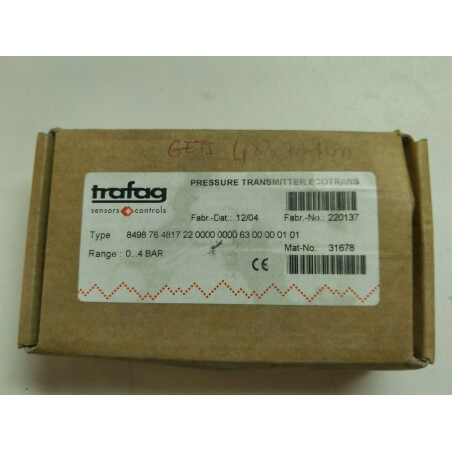 GETI
trafag
sensors controls
PRESSURE TRANSMITTER ECOTRANS
Fabr.-Dat.: 12/04 Fabr.-No.: 220137
Type 8498 76 4817 22 0000 0000 63 00 00 01 01
Range : 0...4 BAR Mat-No. 31678
CE